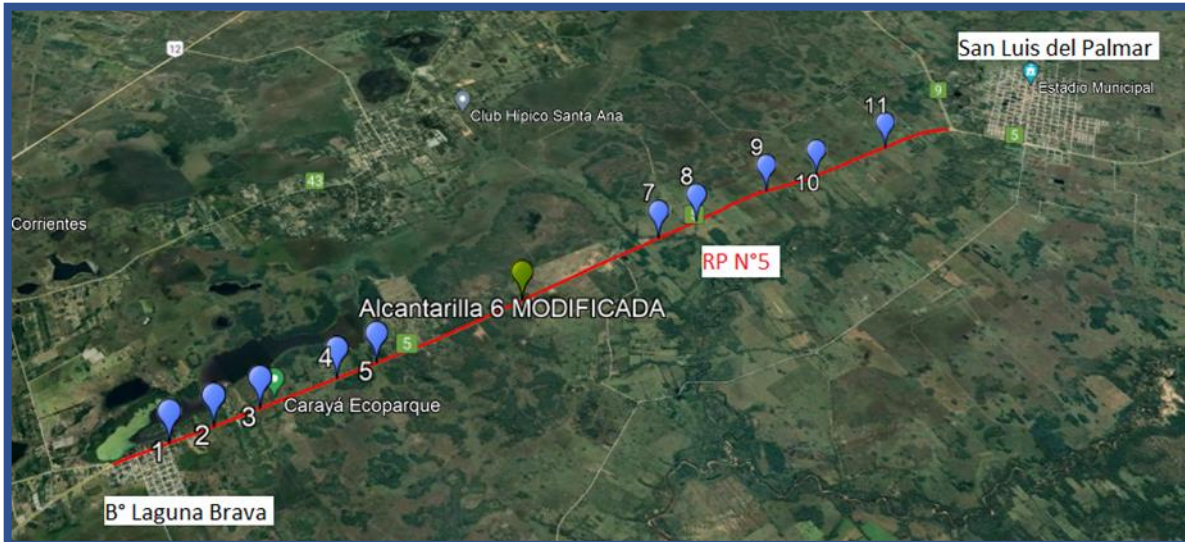 San Luis del Palmar
12
Estadio Municipal
9
Club Hípico Santa Ana
11
5
9
10
43
8
7
Corrientes
5
RP N°5
Alcantarilla 6 MODIFICADA
5
4
5
Carayá Ecoparque
3
2
1
B° Laguna Brava